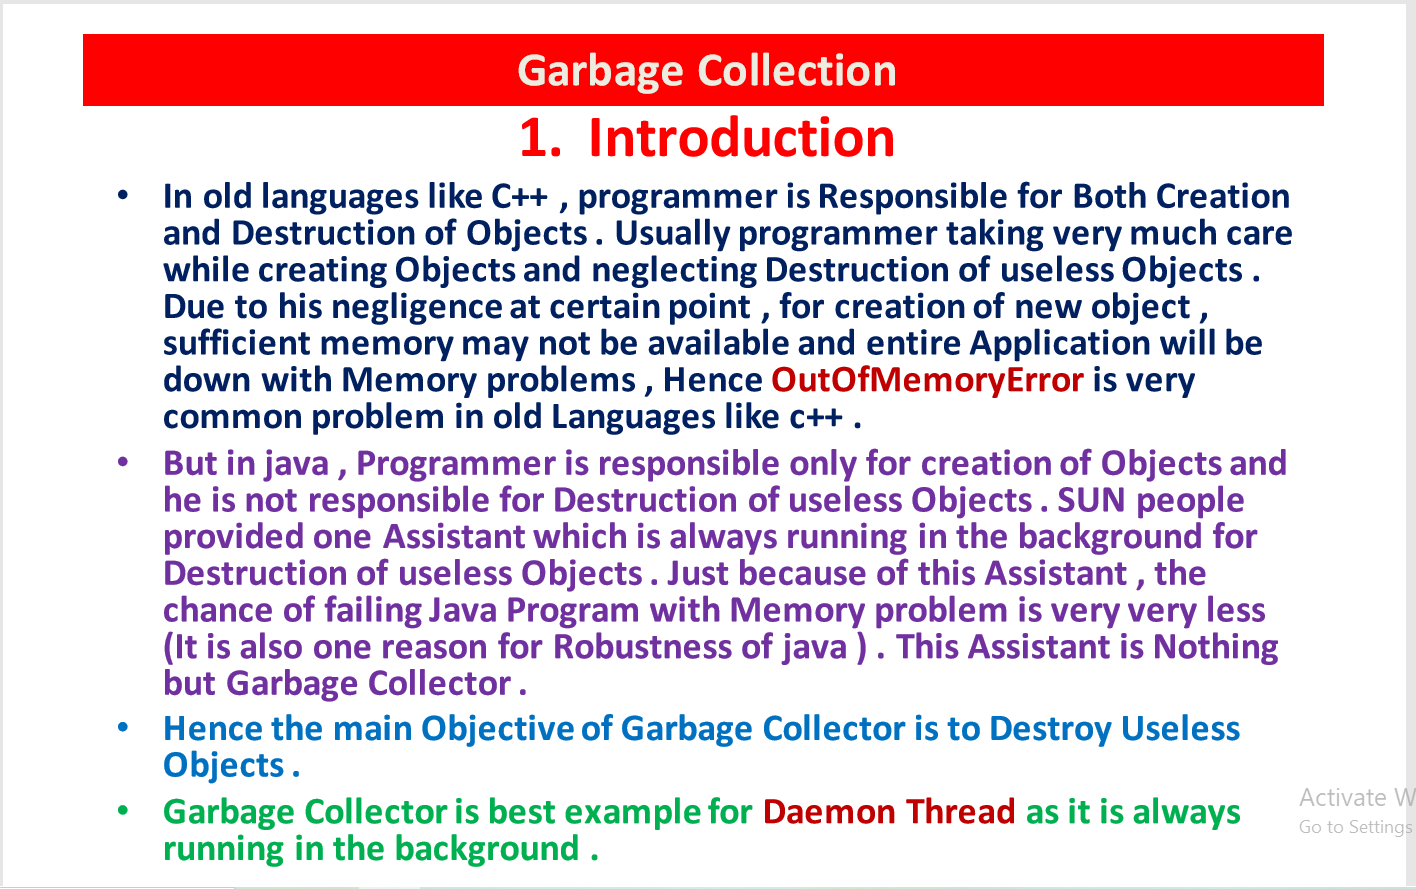 Garbage Collection
1. Introduction
• In old languages like C++ , programmer is Responsible for Both Creation
and Destruction of Objects . Usually programmer taking very much care
while creating Objects and neglecting Destruction of useless Objects .
Due to his negligence at certain point , for creation of new object ,
sufficient memory may not be available and entire Application will be
down with Memory problems , Hence OutOfMemoryError is very
common problem in old Languages like c++ .
• But in java , Programmer is responsible only for creation of Objects and
he is not responsible for Destruction of useless Objects . SUN people
provided one Assistant which is always running in the background for
Destruction of useless Objects . Just because of this Assistant , the
chance of failing Java Program with Memory problem is very very less
(It is also one reason for Robustness of java ) . This Assistant is Nothing
but Garbage Collector .
• Hence the main Objective of Garbage Collector is to Destroy Useless
Objects .
• Garbage Collector is best example for Daemon Thread as it is always
running in the background .
Activate W
Go to Settings